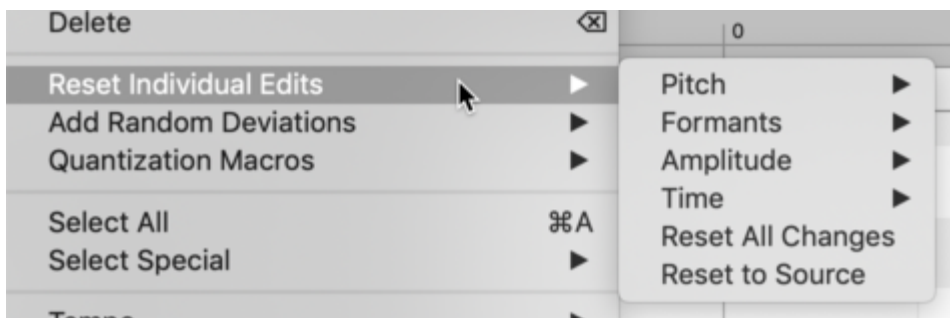 Delete ⌫
0
Reset Individual Edits
Add Random Deviations
Quantization Macros
Select All ⌘A
Select Special
Pitch
Formants
Amplitude
Time
Reset All Changes
Reset to Source